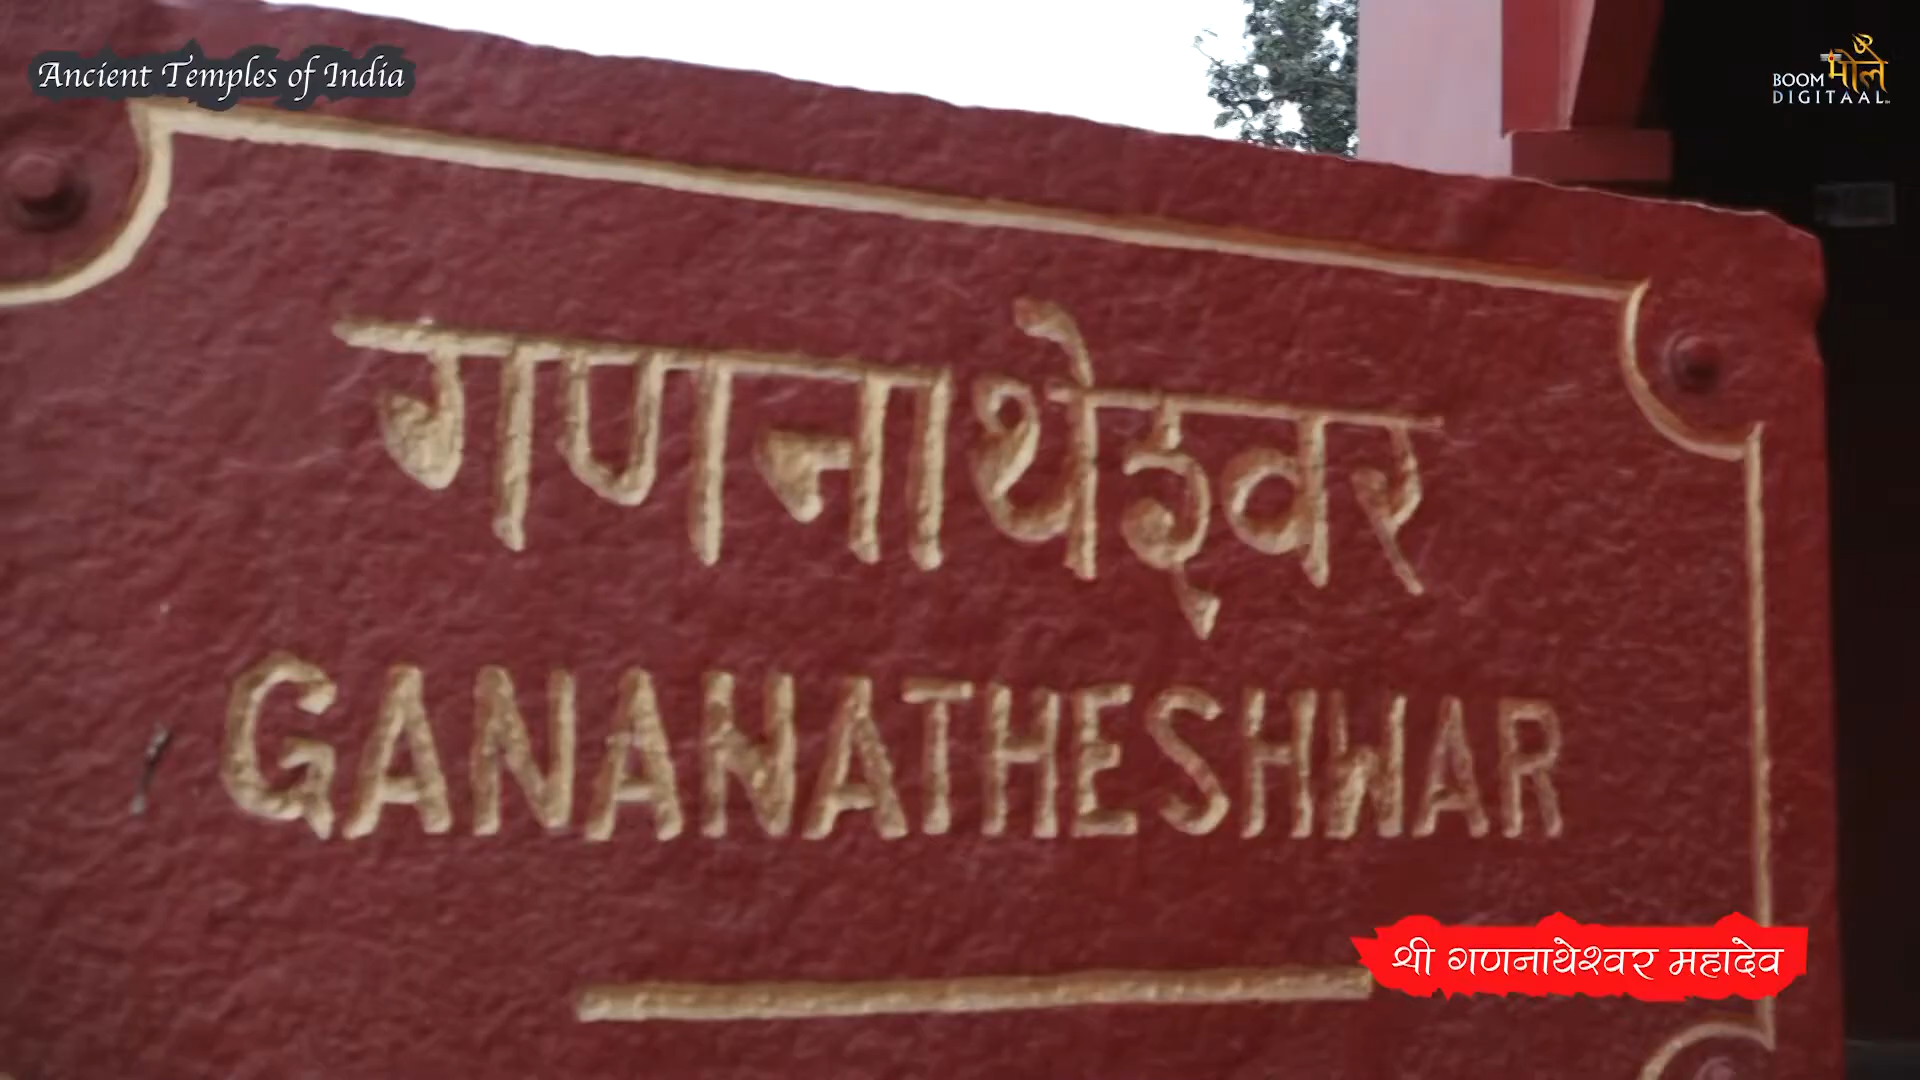 Ancient Temples of India
BOOM भोले
DIGITAAL
गणनाथेश्वर
GANANATHESHWAR
श्री गणनाथेश्वर महादेव